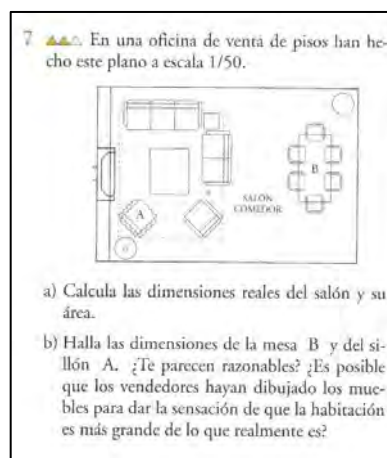 7 En una oficina de venta de pisos han he-
cho este plano a escala 1/50.
B
SALÓN
COMEDOR
A
a) Calcula las dimensiones reales del salón y su
área.
b) Halla las dimensiones de la mesa B y del si-
llón A. ¿Te parecen razonables? ¿Es posible
que los vendedores hayan dibujado los mue-
bles para dar la sensación de que la habitación
es más grande de lo que realmente es?